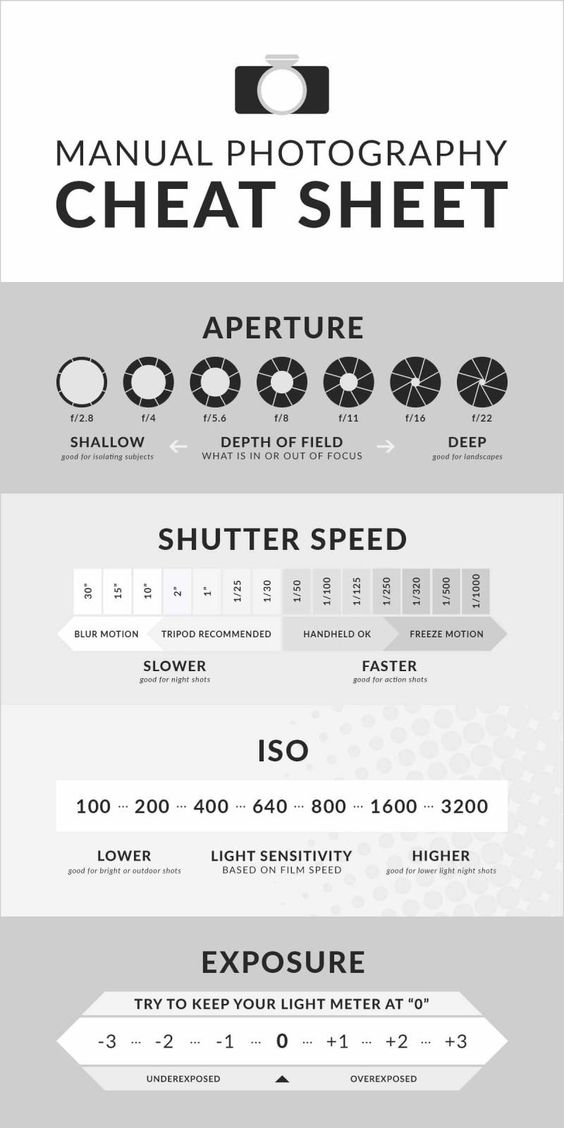 MANUAL PHOTOGRAPHY
CHEAT SHEET
APERTURE
f/2.8 f/4 f/5.6 f/8 f/11 f/16 f/22
SHALLOW DEPTH OF FIELD DEEP
good for isolating subjects WHAT IS IN OR OUT OF FOCUS good for landscapes
SHUTTER SPEED
30" 15" 10" 2" 1" 1/25 1/30 1/50 1/100 1/125 1/250 1/320 1/500 1/1000
BLUR MOTION TRIPOD RECOMMENDED HANDHELD OK FREEZE MOTION
SLOWER FASTER
good for night shots good for action shots
ISO
100 ... 200 ... 400 ... 640 ... 800 ... 1600 ... 3200
LOWER LIGHT SENSITIVITY HIGHER
good for bright or outdoor shots BASED ON FILM SPEED good for lower light night shots
EXPOSURE
TRY TO KEEP YOUR LIGHT METER AT “0”
-3 ... -2 ... -1 ... 0 ... +1 ... +2 ... +3
UNDEREXPOSED OVEREXPOSED